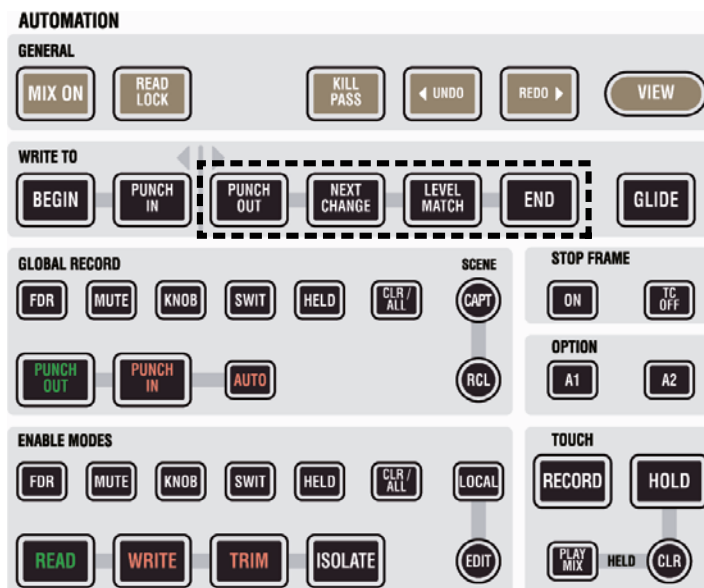 AUTOMATION
GENERAL
MIX ON
READ
LOCK
KILL
PASS
UNDO
REDO
VIEW
WRITE TO
BEGIN
PUNCH
IN
PUNCH
OUT
NEXT
CHANGE
LEVEL
MATCH
END
GLIDE
GLOBAL RECORD
SCENE
FDR
MUTE
KNOB
SWIT
HELD
CLR /
ALL
CAPT
PUNCH
OUT
PUNCH
IN
AUTO
RCL
STOP FRAME
ON
TC
OFF
OPTION
A1
A2
ENABLE MODES
FDR
MUTE
KNOB
SWIT
HELD
CLR /
ALL
LOCAL
READ
WRITE
TRIM
ISOLATE
EDIT
TOUCH
RECORD
HOLD
PLAY
MIX
HELD
CLR